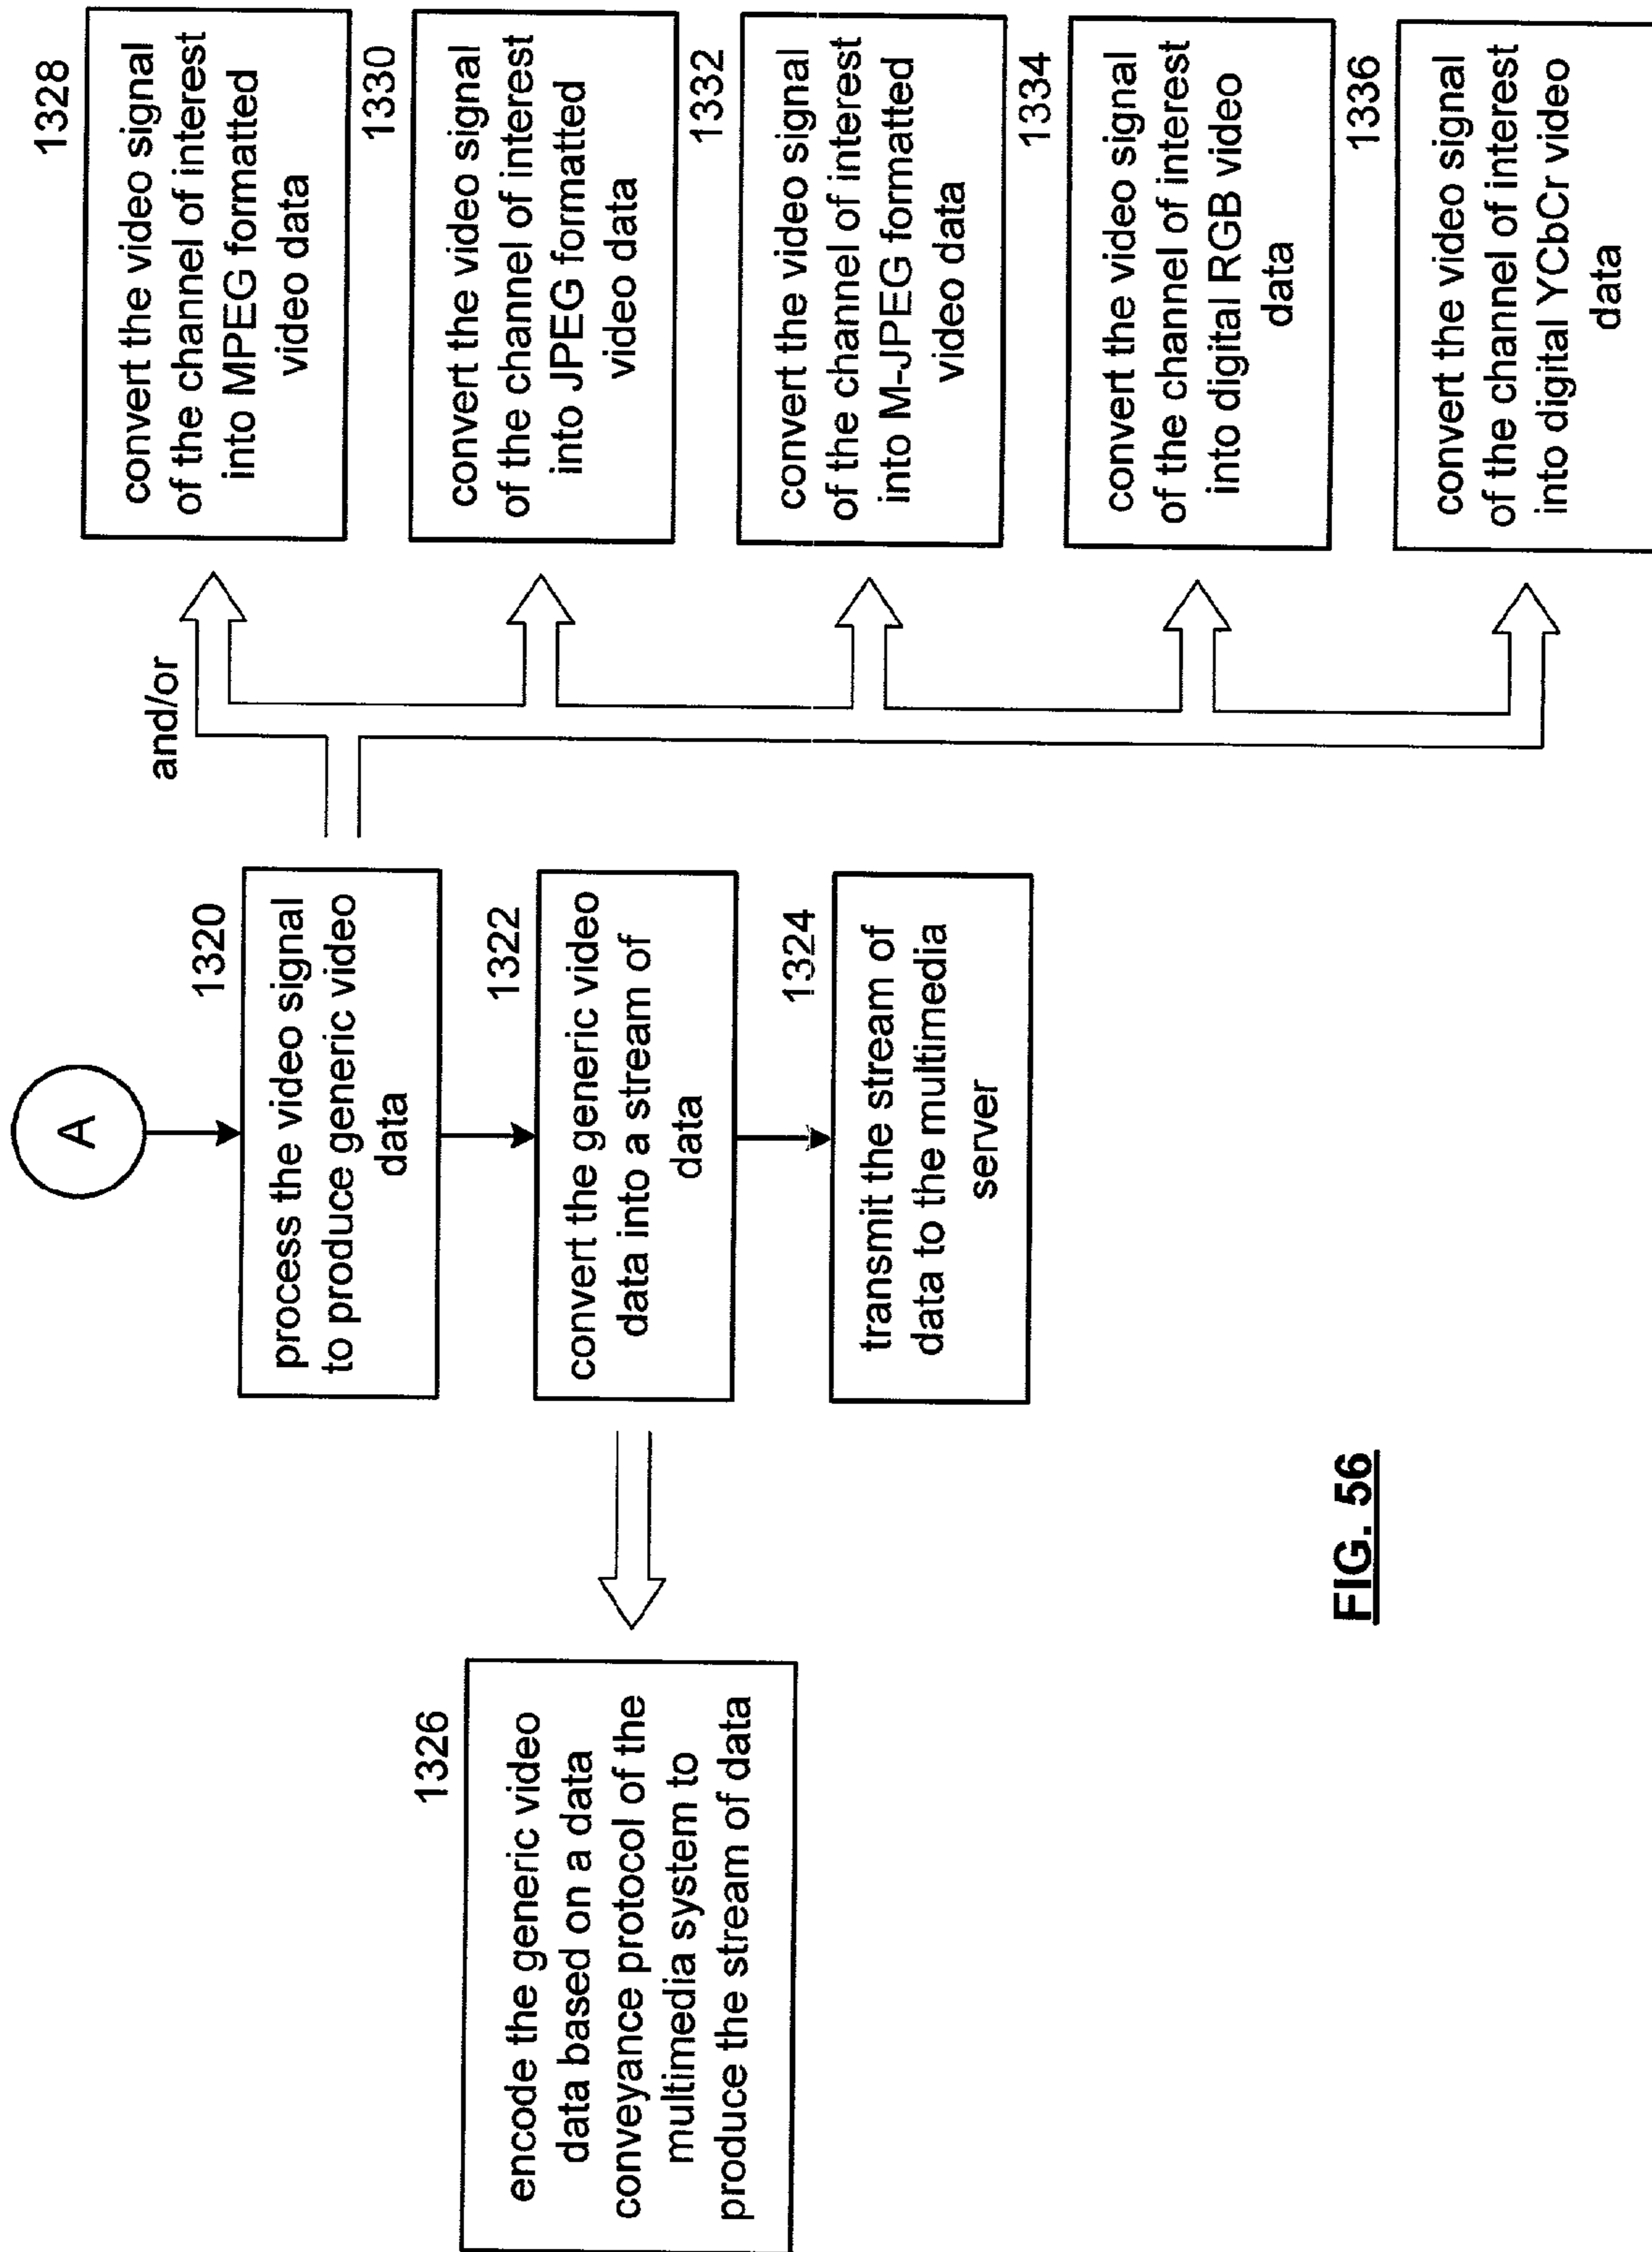 A
1320
process the video signal
to produce generic video
data
1322
convert the generic video
data into a stream of
data
1324
transmit the stream of
data to the multimedia
server
1326
encode the generic video
data based on a data
conveyance protocol of the
multimedia system to
produce the stream of data
and/or
1328
convert the video signal
of the channel of interest
into MPEG formatted
video data
1330
convert the video signal
of the channel of interest
into JPEG formatted
video data
1332
convert the video signal
of the channel of interest
into M-JPEG formatted
video data
1334
convert the video signal
of the channel of interest
into digital RGB video
data
1336
convert the video signal
of the channel of interest
into digital YCbCr video
data
FIG. 56